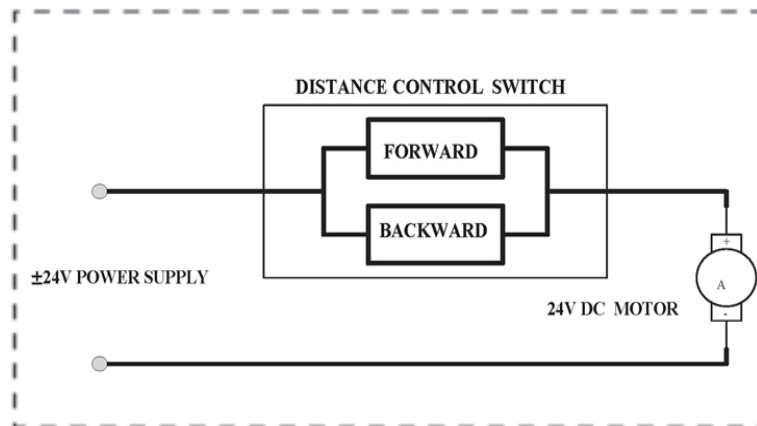 DISTANCE CONTROL SWITCH
FORWARD
BACKWARD
±24V POWER SUPPLY
+
A
24V DC MOTOR
-